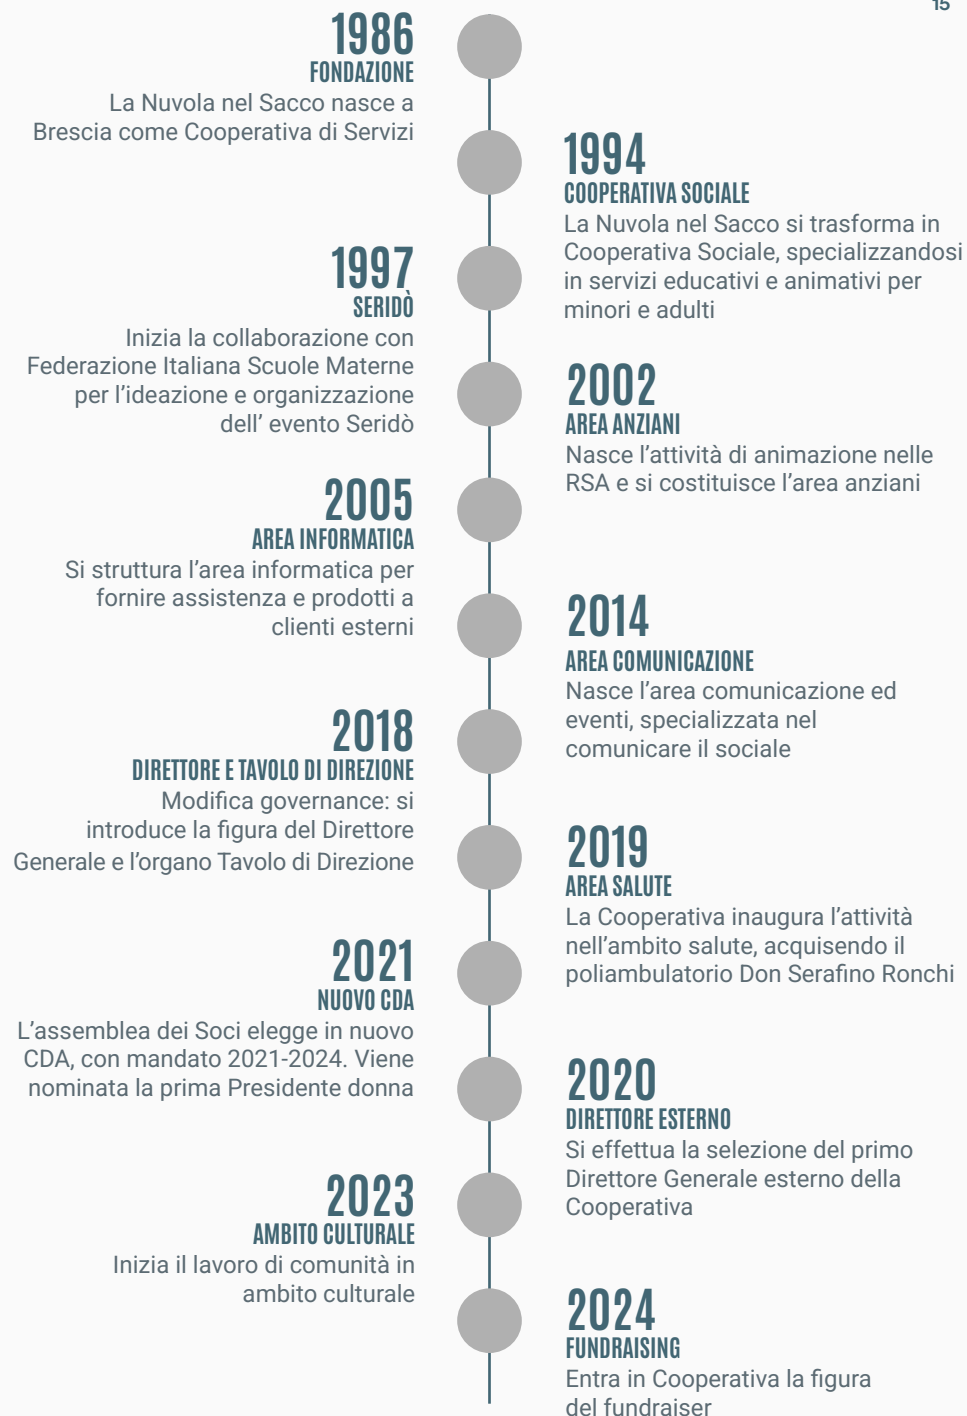 15
1986
FONDAZIONE
La Nuvola nel Sacco nasce a
Brescia come Cooperativa di Servizi
1994
COOPERATIVA SOCIALE
La Nuvola nel Sacco si trasforma in
Cooperativa Sociale, specializzandosi
in servizi educativi e animativi per
minori e adulti
1997
SERIDÒ
Inizia la collaborazione con
Federazione Italiana Scuole Materne
per l’ideazione e organizzazione
dell’ evento Seridò
2002
AREA ANZIANI
Nasce l’attività di animazione nelle
RSA e si costituisce l’area anziani
2005
AREA INFORMATICA
Si struttura l’area informatica per
fornire assistenza e prodotti a
clienti esterni
2014
AREA COMUNICAZIONE
Nasce l’area comunicazione ed
eventi, specializzata nel
comunicare il sociale
2018
DIRETTORE E TAVOLO DI DIREZIONE
Modifica governance: si
introduce la figura del Direttore
Generale e l’organo Tavolo di Direzione
2019
AREA SALUTE
La Cooperativa inaugura l’attività
nell’ambito salute, acquisendo il
poliambulatorio Don Serafino Ronchi
2021
NUOVO CDA
L’assemblea dei Soci elegge in nuovo
CDA, con mandato 2021-2024. Viene
nominata la prima Presidente donna
2020
DIRETTORE ESTERNO
Si effettua la selezione del primo
Direttore Generale esterno della
Cooperativa
2023
AMBITO CULTURALE
Inizia il lavoro di comunità in
ambito culturale
2024
FUNDRAISING
Entra in Cooperativa la figura
del fundraiser